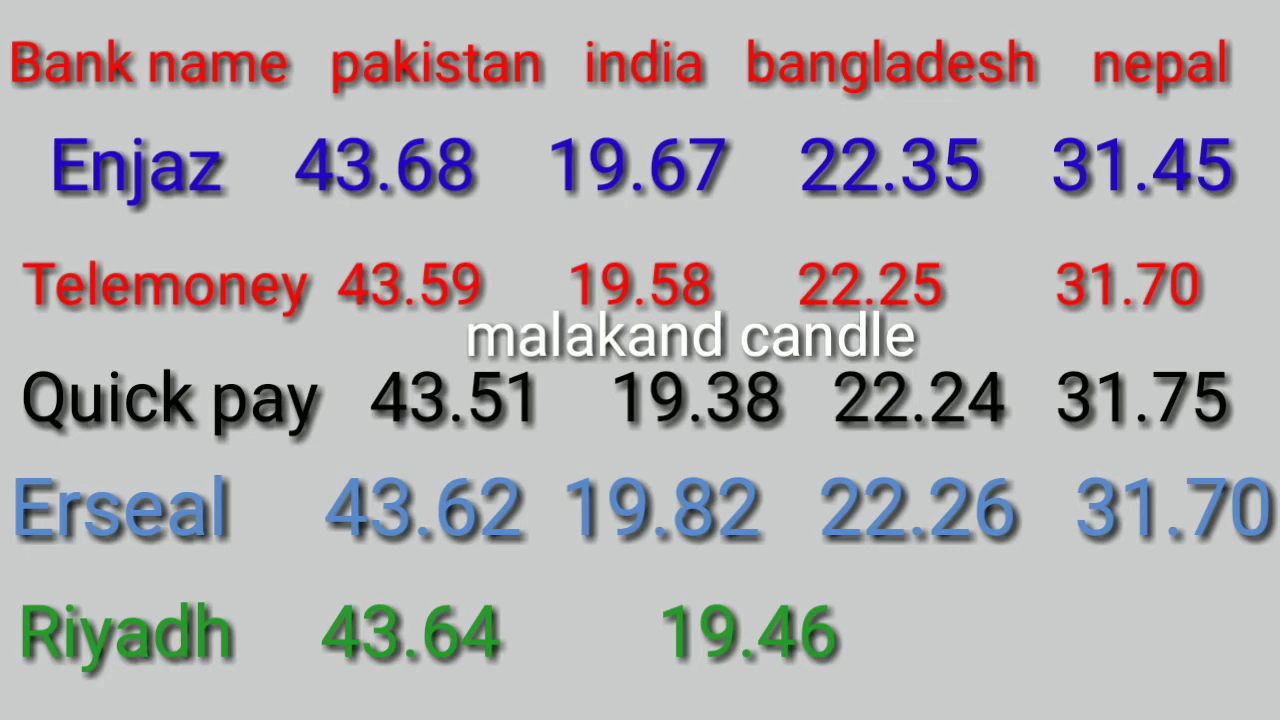 Bank name pakistan india bangladesh nepal
Enjaz 43.68 19.67 22.35 31.45
Telemoney 43.59 19.58 22.25 31.70
malakand candle
Quick pay 43.51 19.38 22.24 31.75
Erseal 43.62 19.82 22.26 31.70
Riyadh 43.64 19.46